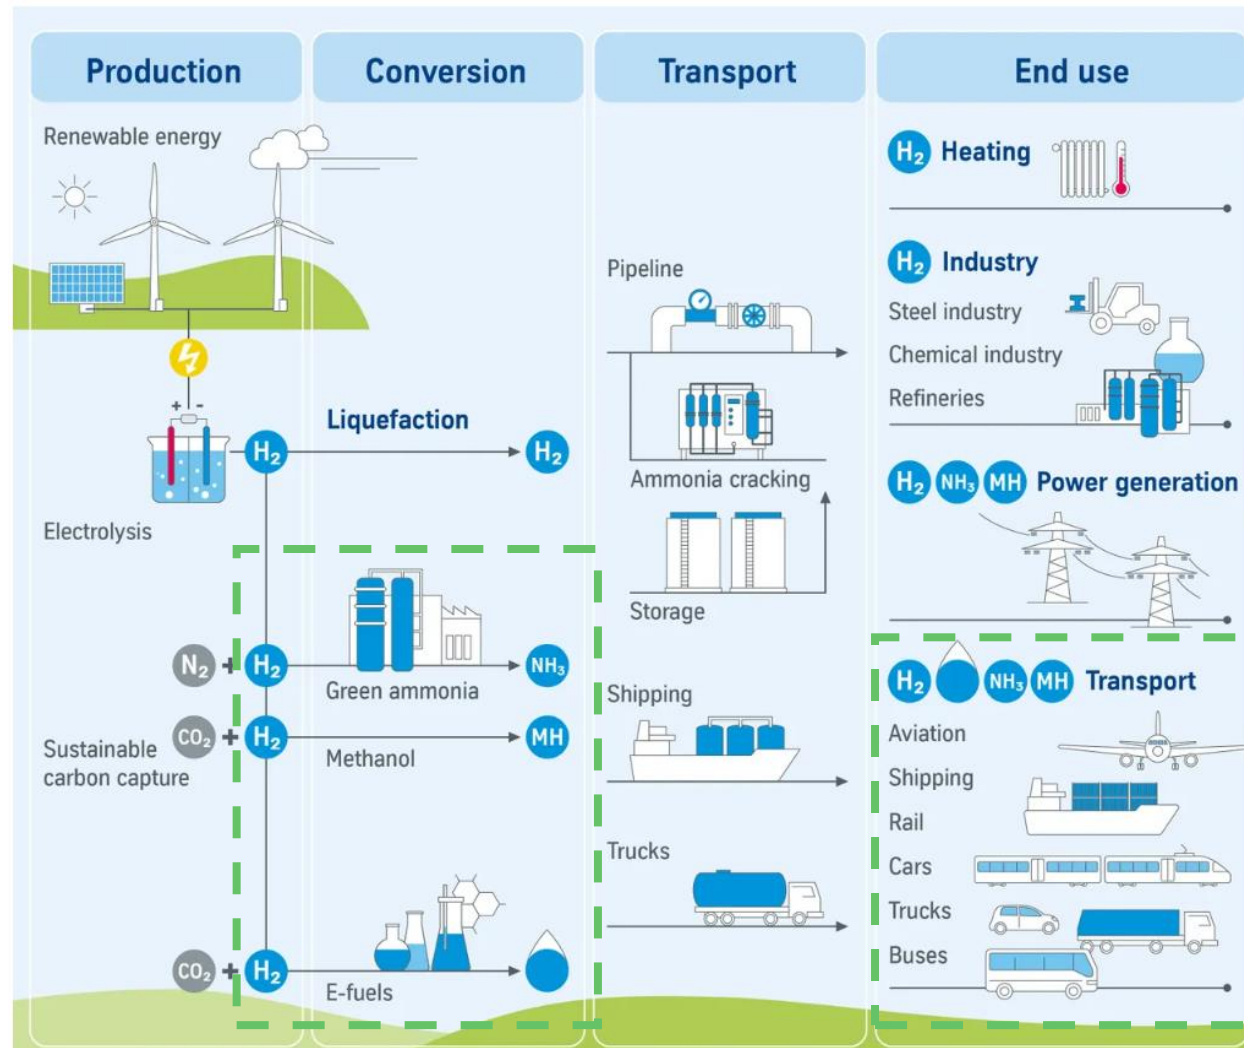 Production
Conversion
Transport
End use
Renewable energy
+ -
H₂
Electrolysis
N₂ + H₂
CO₂ + H₂
Sustainable
carbon capture
CO₂ + H₂
Liquefaction
H₂
Green ammonia
NH₃
Methanol
MH
E-fuels
Pipeline
Ammonia cracking
Storage
Shipping
Trucks
H₂ Heating
H₂ Industry
Steel industry
Chemical industry
Refineries
H₂ NH₃ MH Power generation
H₂ NH₃ MH Transport
Aviation
Shipping
Rail
Cars
Trucks
Buses